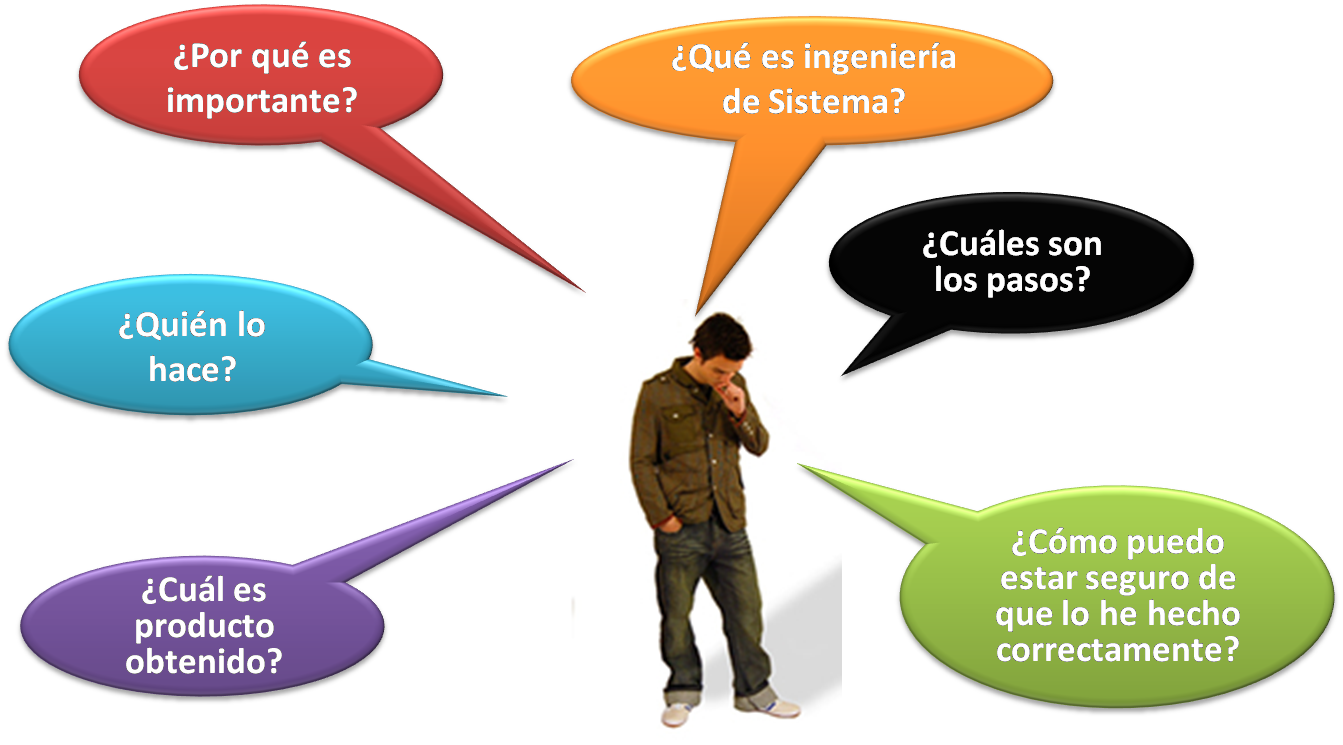 ¿Por qué es
importante?
¿Qué es ingeniería
de Sistema?
¿Cuáles son
los pasos?
¿Quién lo
hace?
¿Cuál es
producto
obtenido?
¿Cómo puedo
estar seguro de
que lo he hecho
correctamente?